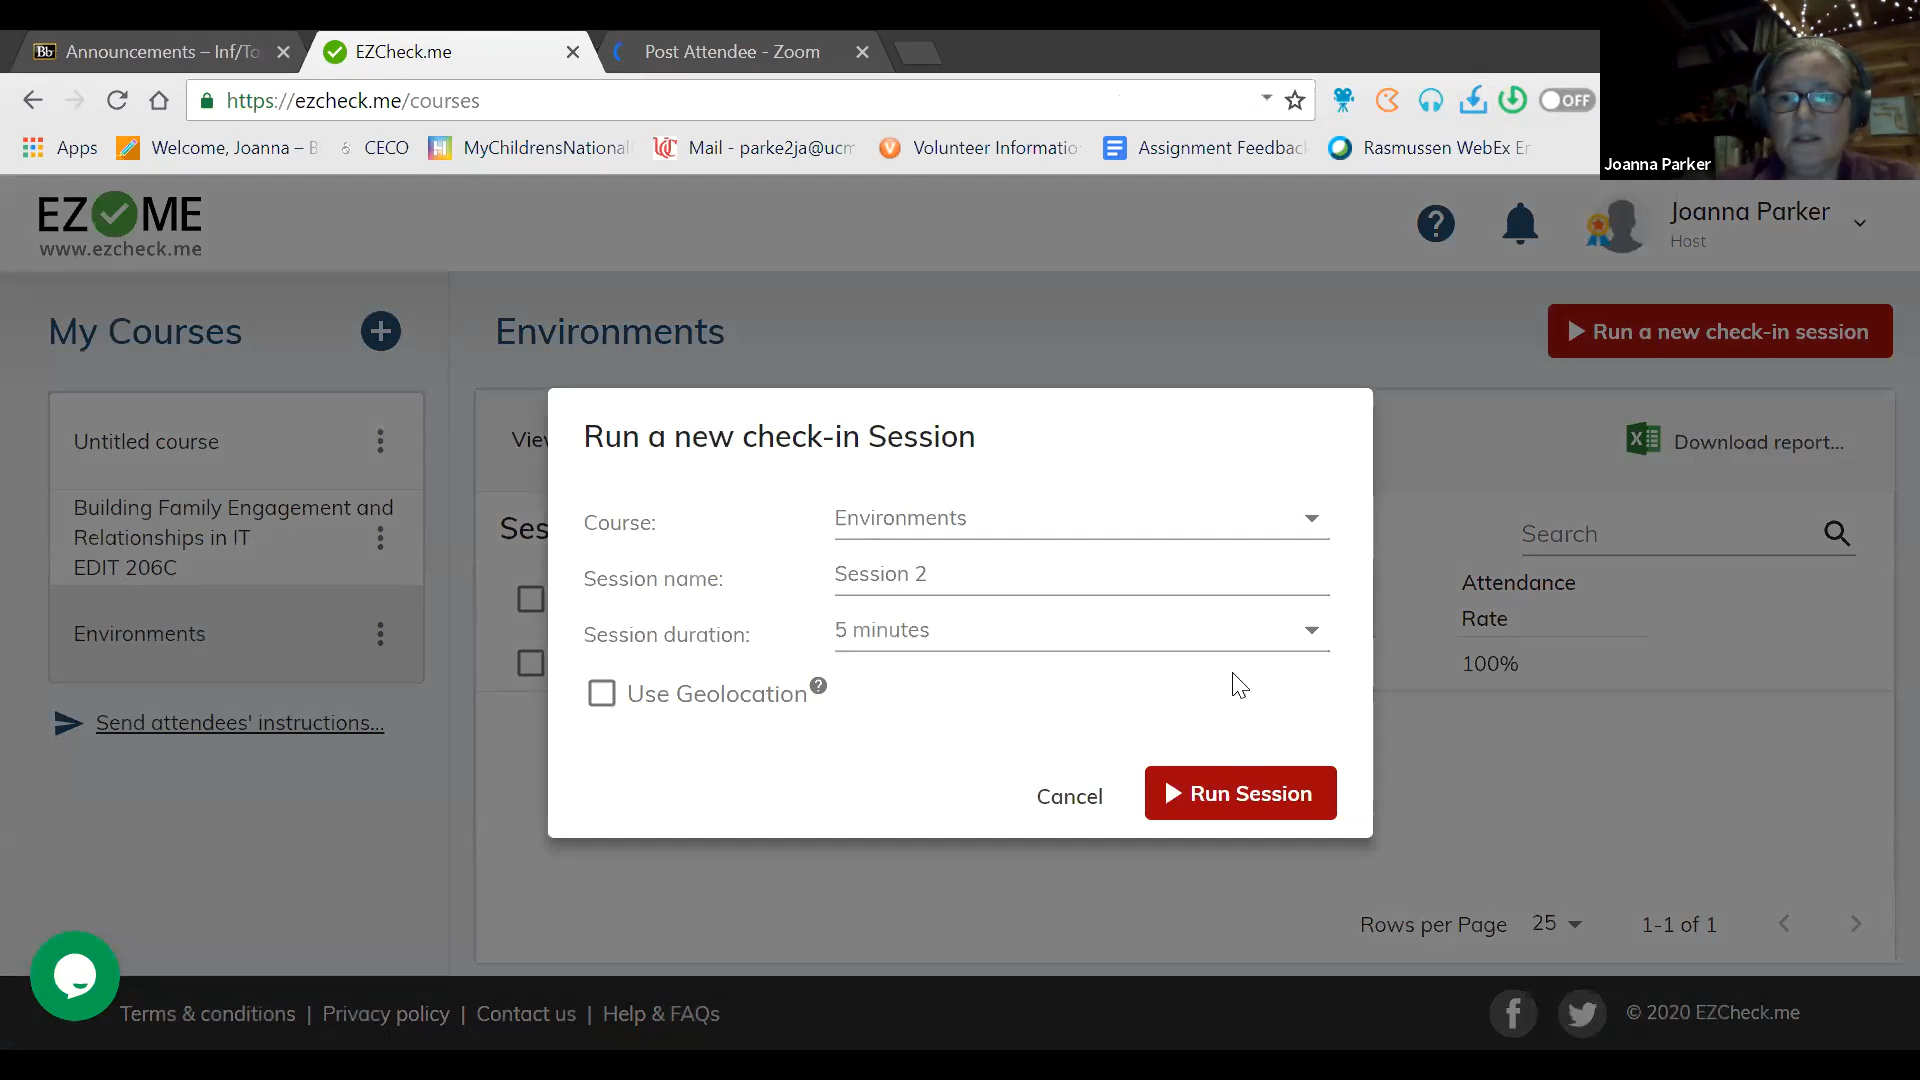 Bb Announcements – Inf/To
EZCheck.me
Post Attendee - Zoom
https://ezcheck.me/courses
OFF
Apps
Welcome, Joanna – B
CECO
H MyChildrensNational
UC Mail - parke2ja@ucm
V Volunteer Informatio
Assignment Feedbac
Rasmussen WebEx Er
Joanna Parker
EZ ME
www.ezcheck.me
?
Joanna Parker
Host
My Courses
+
Environments
Run a new check-in session
Untitled course
Building Family Engagement and
Relationships in IT
EDIT 206C
Environments
Send attendees' instructions...
Vie
Download report...
Ses
Search
Attendance
Rate
100%
Run a new check-in Session
Course:
Environments
Session name:
Session 2
Session duration:
5 minutes
Use Geolocation ?
Cancel
Run Session
Rows per Page
25
1-1 of 1
Terms & conditions | Privacy policy | Contact us | Help & FAQs
© 2020 EZCheck.me